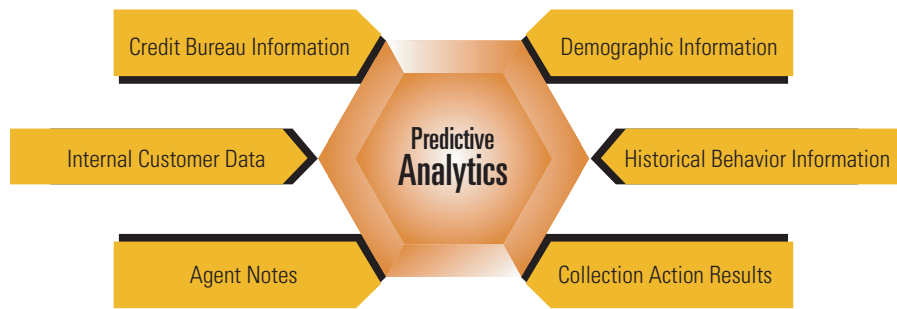 Credit Bureau Information
Demographic Information
Internal Customer Data
Predictive
Analytics
Historical Behavior Information
Agent Notes
Collection Action Results